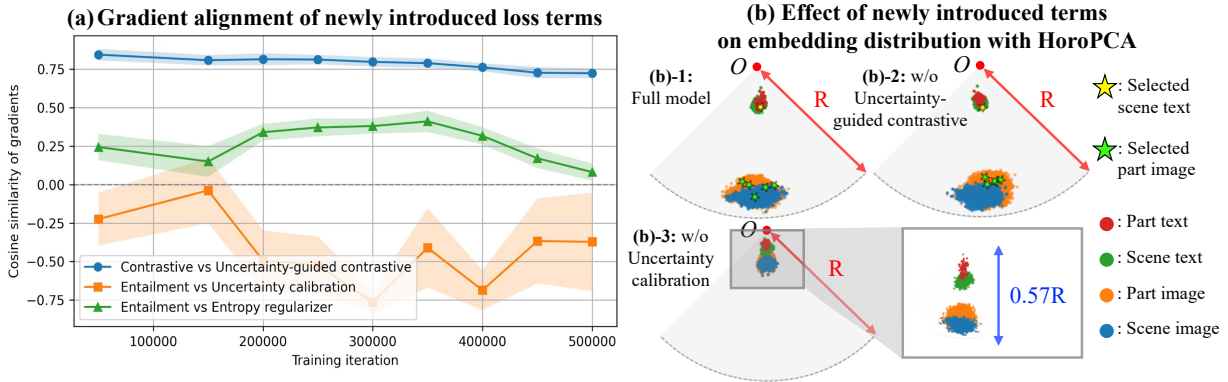 (a) Gradient alignment of newly introduced loss terms
Cosine similarity of gradients
0.75
0.50
0.25
0.00
−0.25
−0.50
−0.75
Contrastive vs Uncertainty-guided contrastive
Entailment vs Uncertainty calibration
Entailment vs Entropy regularizer
100000 150000 200000 250000 300000 350000 400000 450000 500000
Training iteration
(b) Effect of newly introduced terms
on embedding distribution with HoroPCA
(b)-1:
Full model
O
R
(b)-2: w/o
Uncertainty-
guided contrastive
O
R
: Selected
scene text
: Selected
part image
(b)-3: w/o
Uncertainty
calibration
O
R
0.57R
: Part text
: Scene text
: Part image
: Scene image